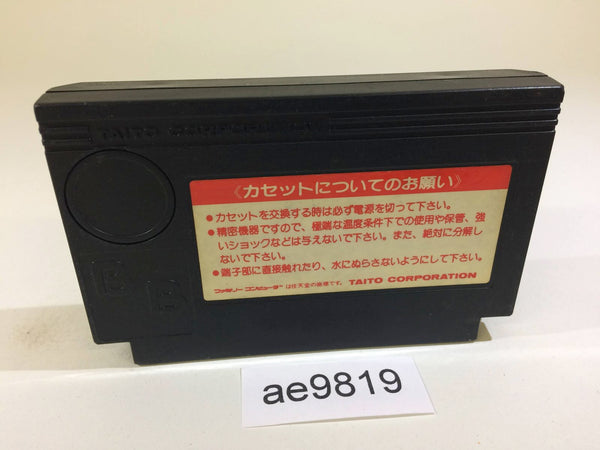 TAITO CORPORATION
《カセットについてのお願い》
●カセットを交換する時は必ず電源を切って下さい。
●精密機器ですので、極端な温度条件下での使用や保管、強
いショックなどは与えないで下さい。また、絶対に分解し
ないで下さい。
●端子部に直接触れたり、水にぬらさないようにして下さい。
ファミリーコンピュータ は任天堂の商標です。 TAITO CORPORATION
ae9819